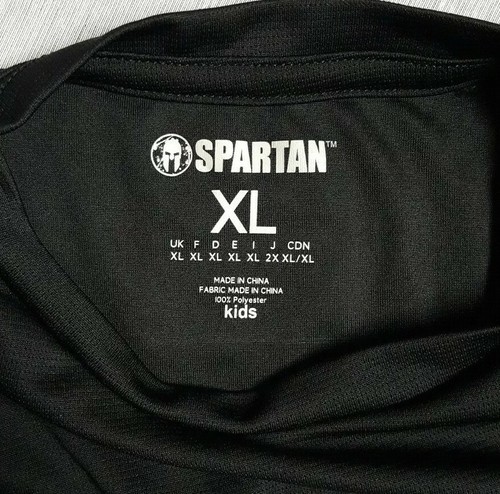 SPARTAN™
XL
UK F D E I J CDN
XL XL XL XL XL 2X XL/XL
MADE IN CHINA
FABRIC MADE IN CHINA
100% Polyester
kids